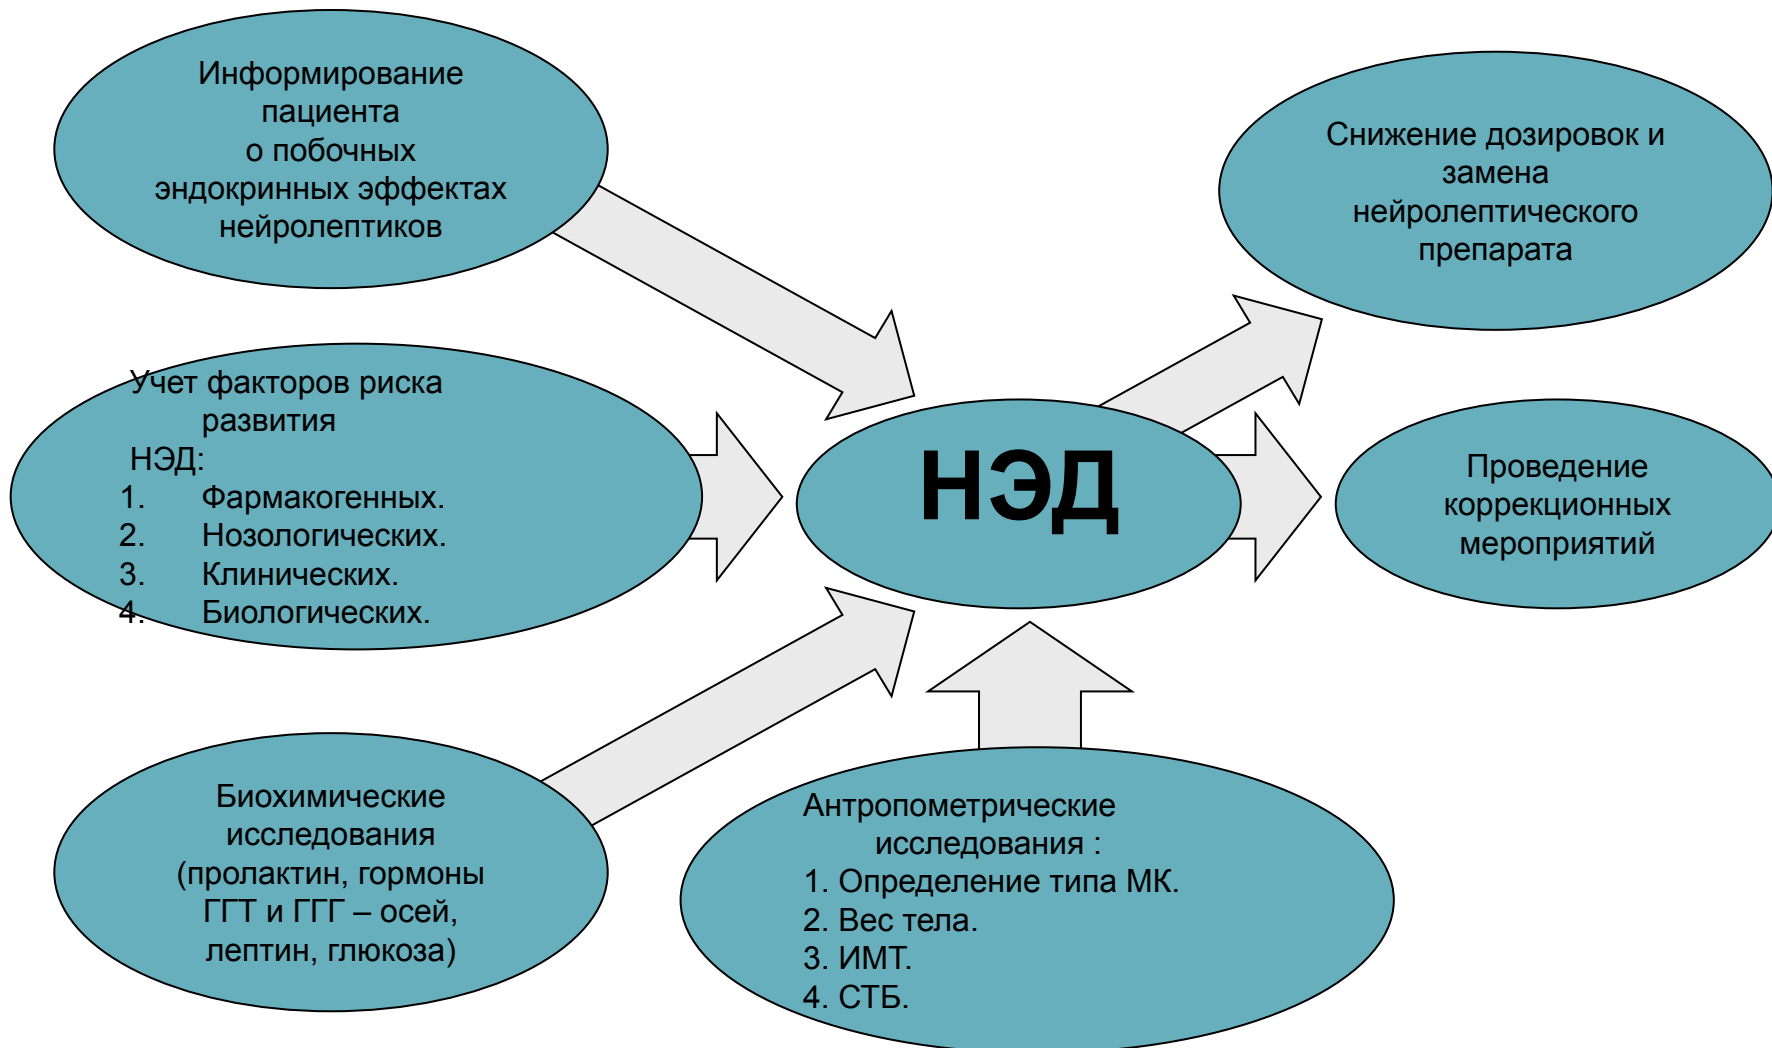 Информирование
пациента
о побочных
эндокринных эффектах
нейролептиков
Снижение дозировок и
замена
нейролептического
препарата
Учет факторов риска
развития
НЭД:
1. Фармакогенных.
2. Нозологических.
3. Клинических.
4. Биологических.
НЭД
Проведение
коррекционных
мероприятий
Биохимические
исследования
(пролактин, гормоны
ГГТ и ГГГ – осей,
лептин, глюкоза)
Антропометрические
исследования :
1. Определение типа МК.
2. Вес тела.
3. ИМТ.
4. СТБ.